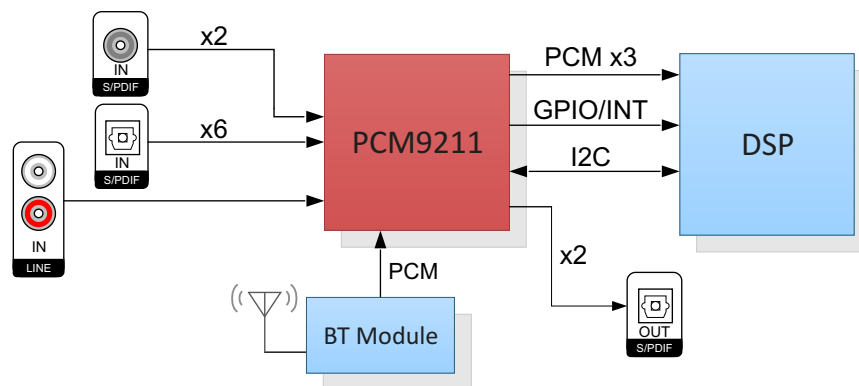 IN
S/PDIF
x2
IN
S/PDIF
x6
IN
LINE
PCM9211
PCM x3
GPIO/INT
I2C
DSP
x2
PCM
BT Module
OUT
S/PDIF